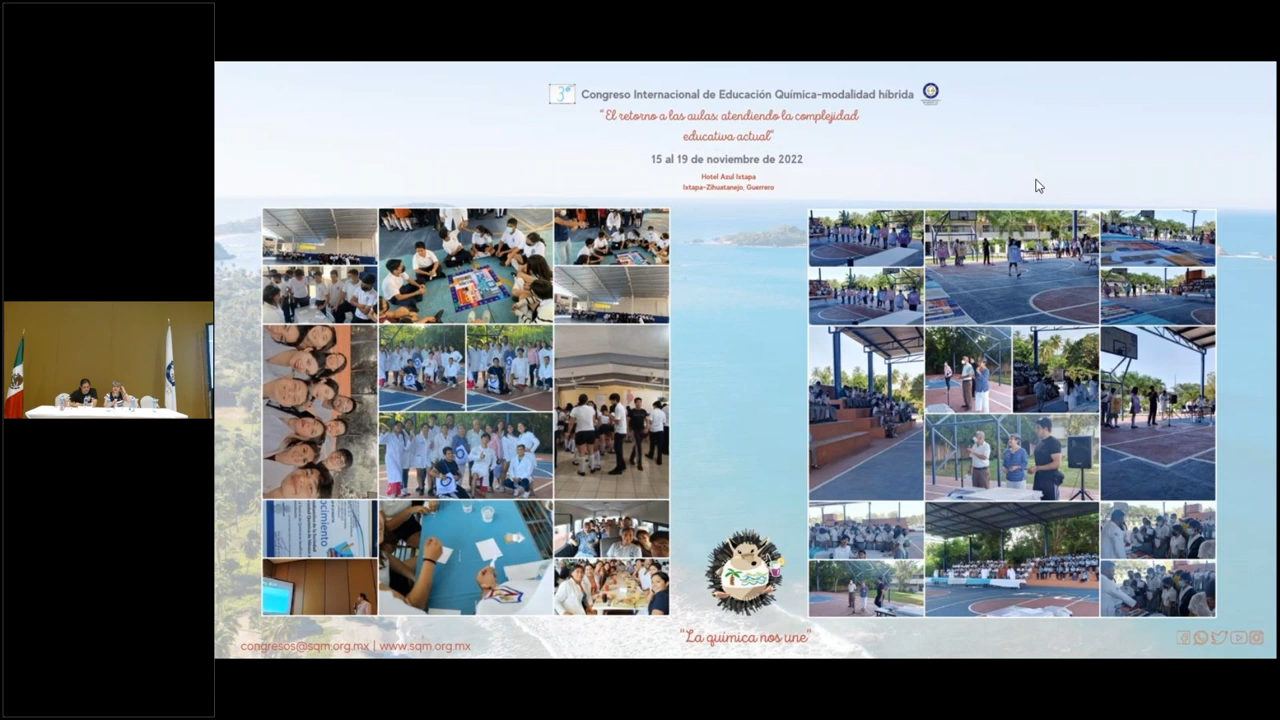 3° Congreso Internacional de Educación Química-modalidad híbrida
"El retorno a las aulas: atendiendo la complejidad
educativa actual"
15 al 19 de noviembre de 2022
Hotel Azul Ixtapa
Ixtapa-Zihuatanejo, Guerrero
ocimiento
"La química nos une"
congresos@sqm.org.mx | www.sqm.org.mx